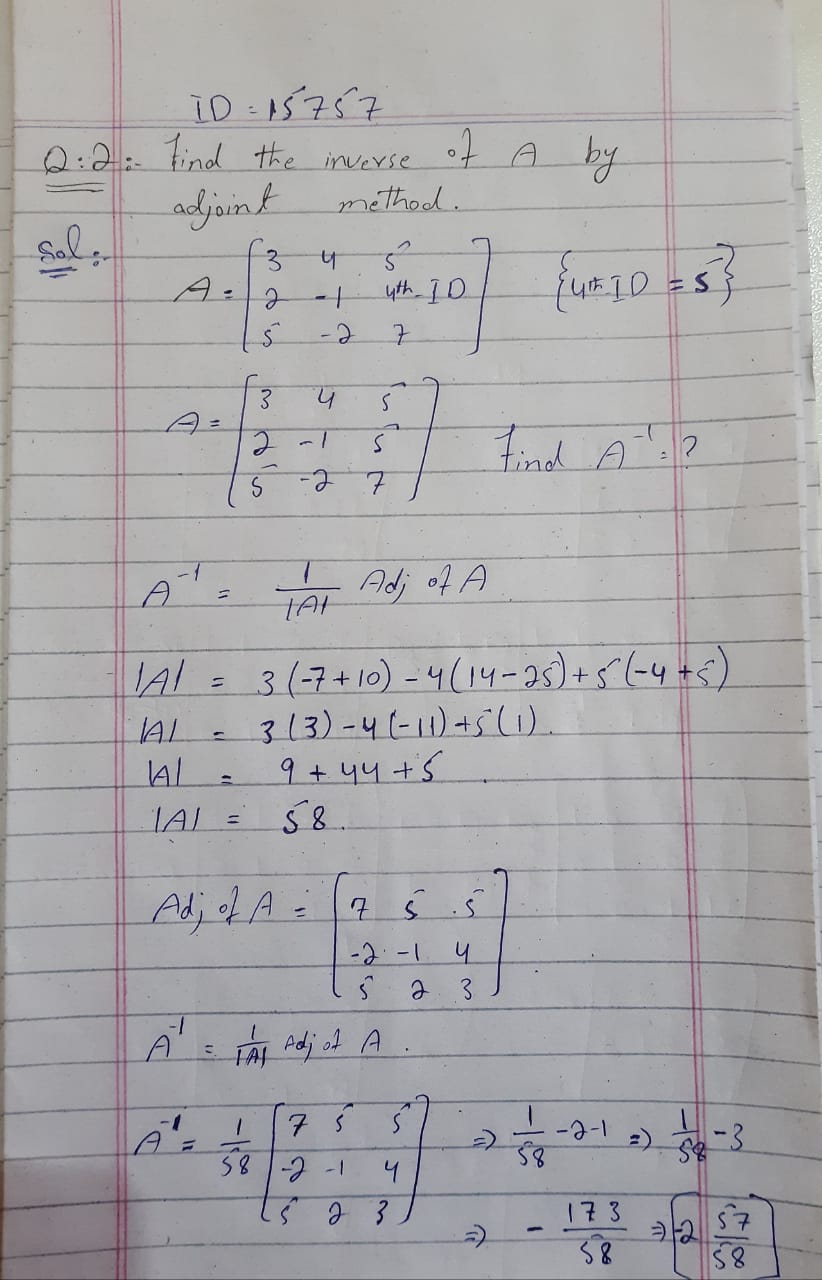 ID = 15757
Q:2:- Find the inverse of A by
adjoint method.
Sol:-
A = [3 4 5
2 -1 4th ID
5 -2 7] {4th ID = 5}
A = [3 4 5
2 -1 5
5 -2 7] Find A⁻¹ = ?
A⁻¹ = 1/|A| Adj of A
|A| = 3(-7+10) - 4(14-25) + 5(-4+5)
|A| = 3(3) - 4(-11) + 5(1).
|A| = 9 + 44 + 5.
|A| = 58.
Adj of A = [7 5 5
-2 -1 4
5 2 3]
A⁻¹ = 1/|A| Adj of A.
A⁻¹ = 1/58 [7 5 5
-2 -1 4
5 2 3] ⇒ 1/58 -2-1 ⇒ 1/58 -3
⇒ - 173/58 ⇒ [-2 57/58]